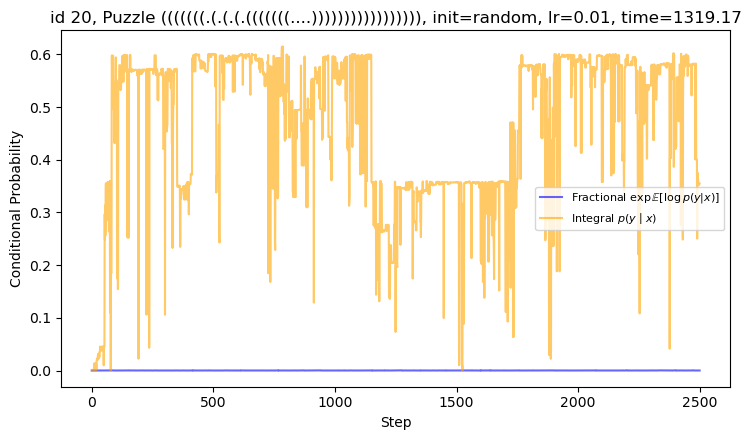 id 20, Puzzle (((((((.(.(.(.(((((((....))))))))))))))))), init=random, lr=0.01, time=1319.17
Conditional Probability
0.6
0.5
0.4
0.3
0.2
0.1
0.0
Fractional exp𝔼[log p(y|x)]
Integral p(y | x)
0
500
1000
1500
2000
2500
Step